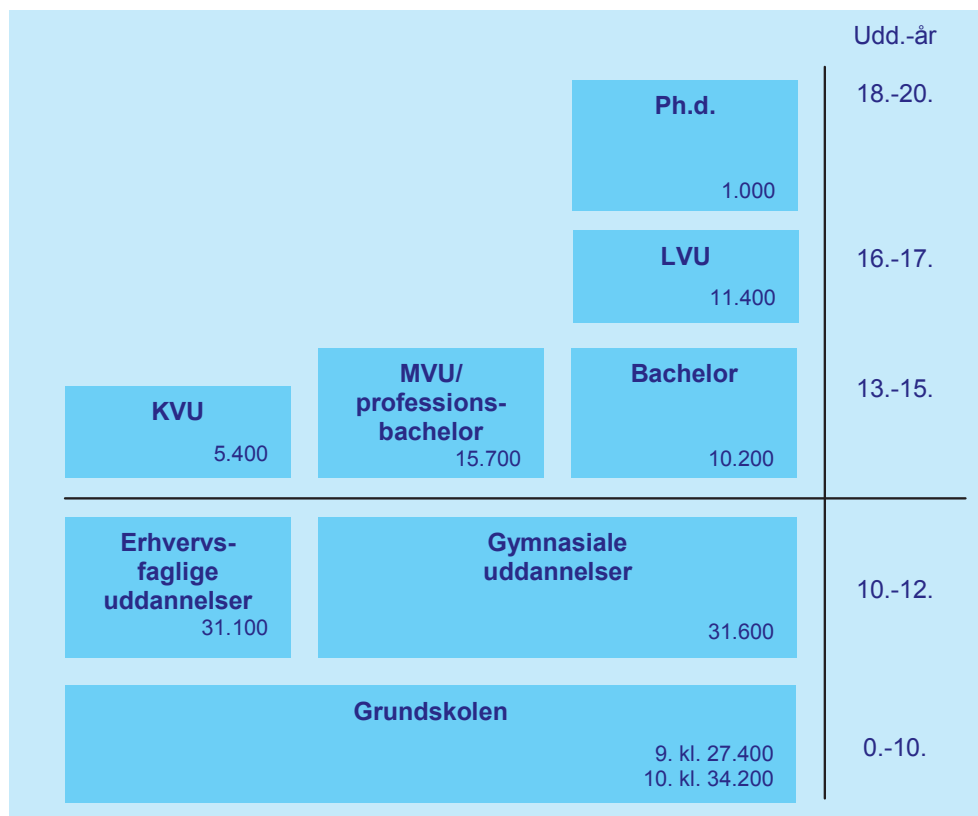 Udd.-år
Ph.d.
1.000
18.-20.
LVU
11.400
16.-17.
KVU
5.400
MVU/
professions-
bachelor
15.700
Bachelor
10.200
13.-15.
Erhvervs-
faglige
uddannelser
31.100
Gymnasiale
uddannelser
31.600
10.-12.
Grundskolen
9. kl. 27.400
10. kl. 34.200
0.-10.